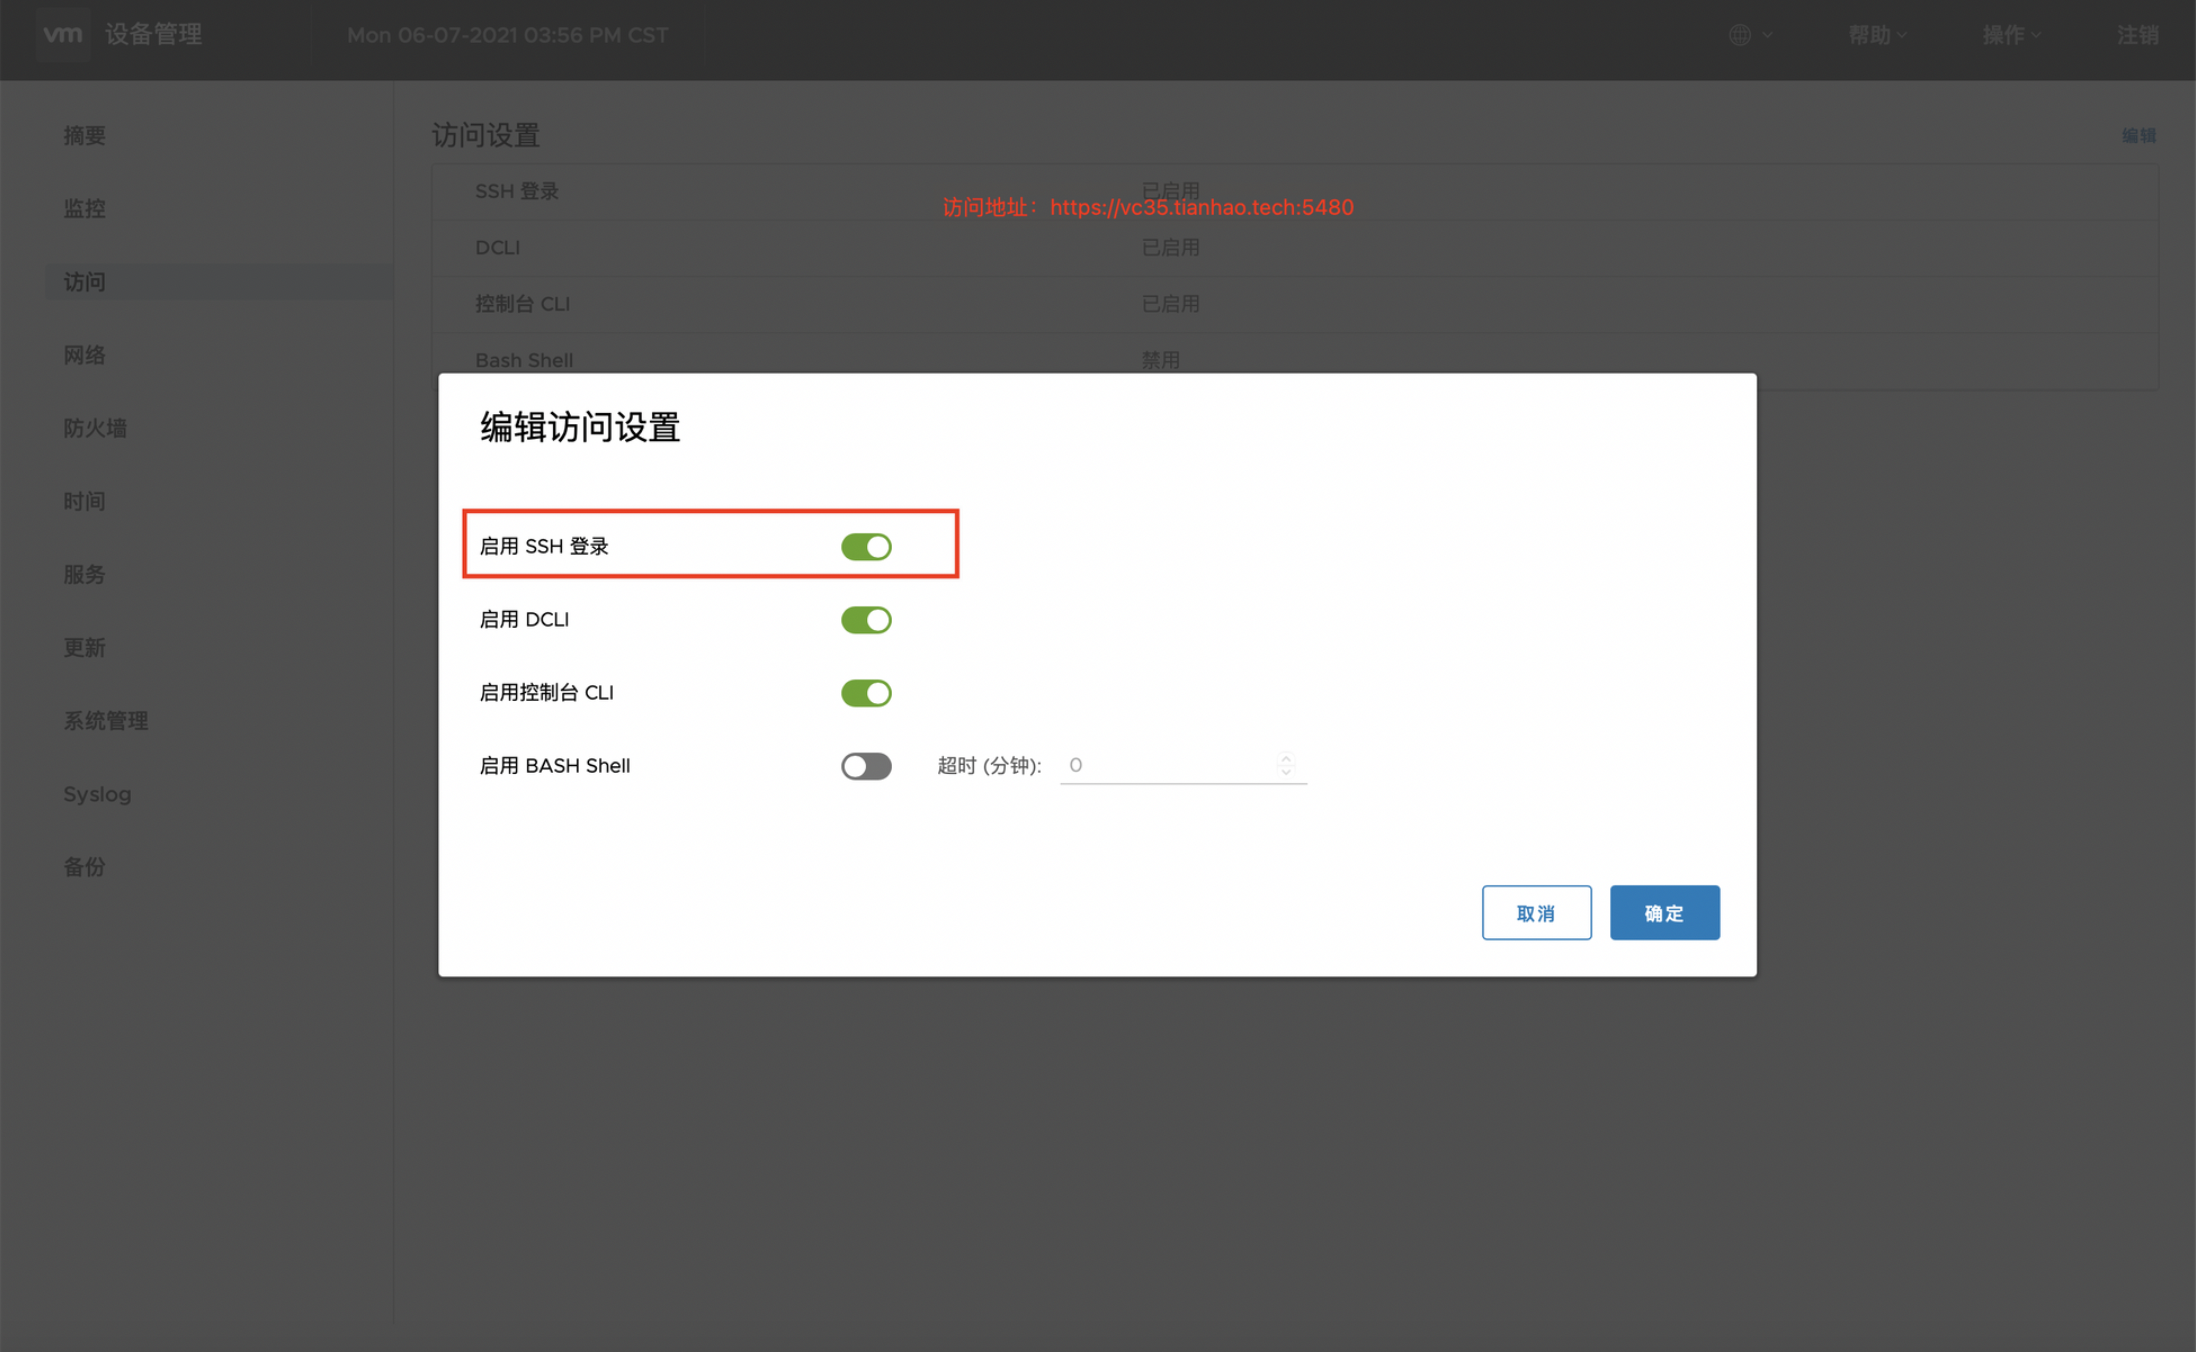 vm 设备管理 Mon 06-07-2021 03:56 PM CST 帮助 操作 注销
摘要
监控
访问
网络
防火墙
时间
服务
更新
系统管理
Syslog
备份
访问设置 编辑
SSH 登录 已启用
访问地址：https://vc35.tianhao.tech:5480
DCLI 已启用
控制台 CLI 已启用
Bash Shell 禁用
编辑访问设置
启用 SSH 登录
启用 DCLI
启用控制台 CLI
启用 BASH Shell 超时 (分钟): 0
取消 确定